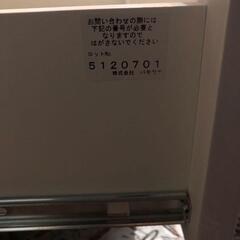 お問い合わせの際には
下記の番号が必要と
なりますので
はがさないでください
ロットNo
5120701
株式会社